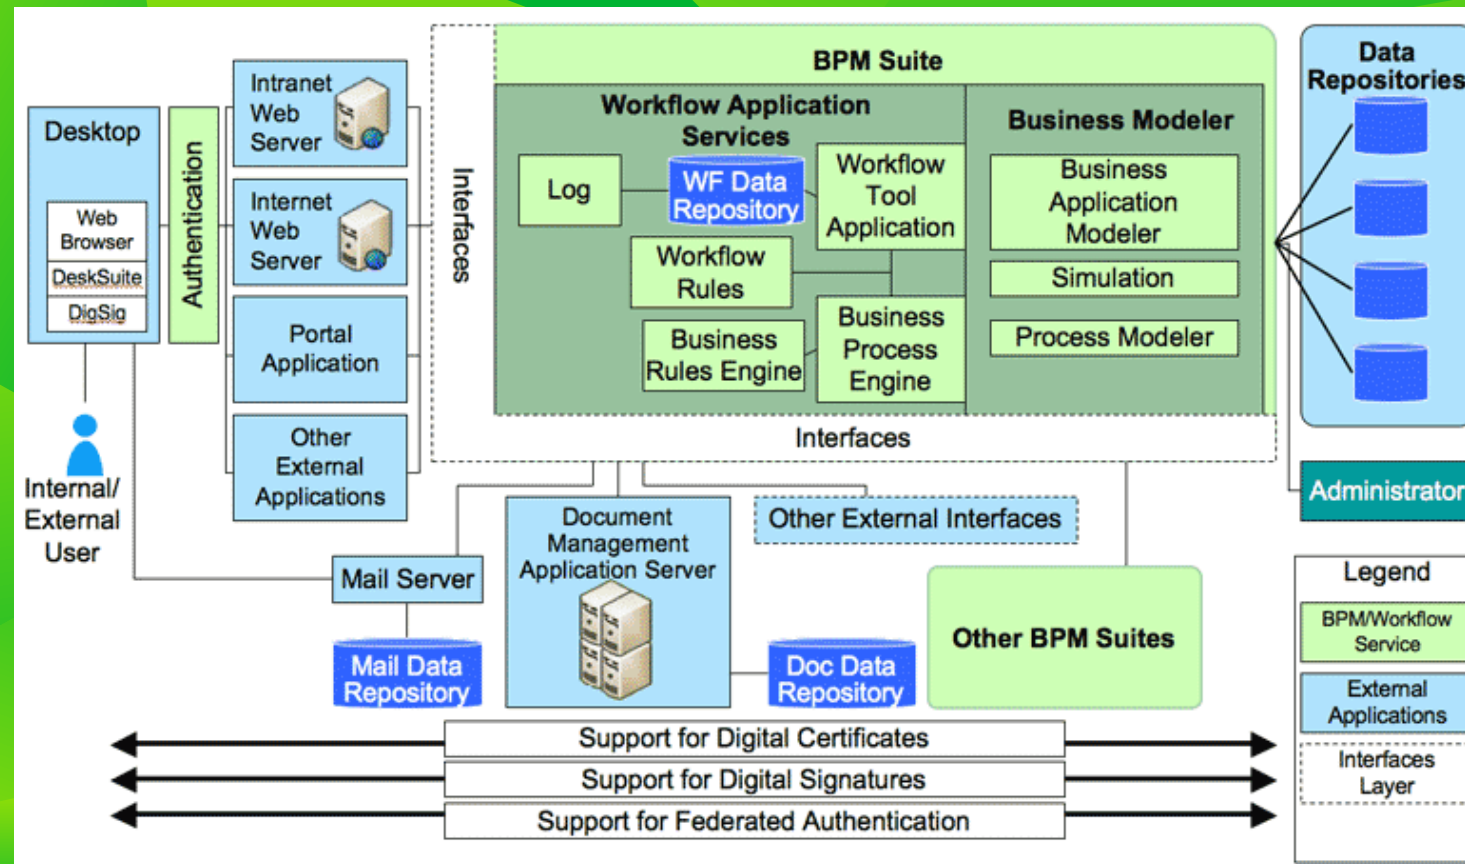 Desktop
Web
Browser
DeskSuite
DigSig
Internal/
External
User
Authentication
Intranet
Web
Server
Internet
Web
Server
Portal
Application
Other
External
Applications
Interfaces
BPM Suite
Workflow Application
Services
Log
WF Data
Repository
Workflow
Tool
Application
Workflow
Rules
Business
Rules Engine
Business
Process
Engine
Business Modeler
Business
Application
Modeler
Simulation
Process Modeler
Interfaces
Data
Repositories
Administrator
Mail Server
Mail Data
Repository
Document
Management
Application Server
Doc Data
Repository
Other External Interfaces
Other BPM Suites
Legend
BPM/Workflow
Service
External
Applications
Interfaces
Layer
Support for Digital Certificates
Support for Digital Signatures
Support for Federated Authentication